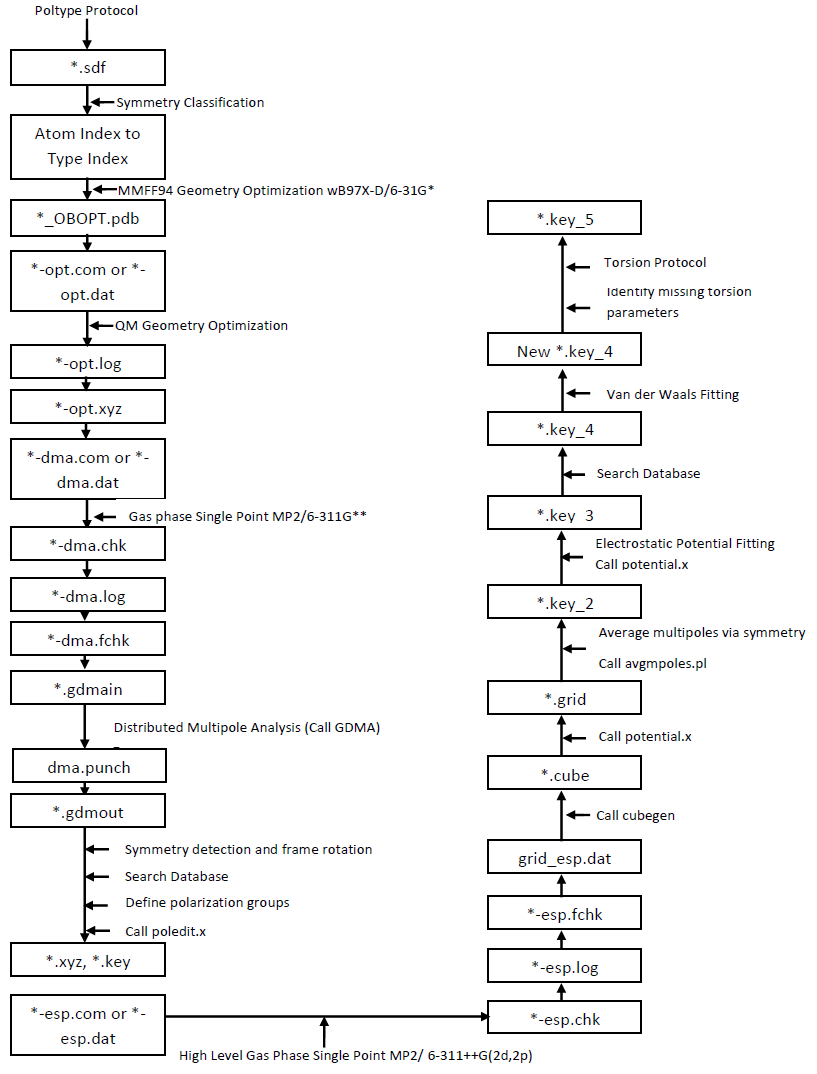 Poltype Protocol
*.sdf
Symmetry Classification
Atom Index to
Type Index
MMFF94 Geometry Optimization wB97X-D/6-31G*
*_OBOPT.pdb
*-opt.com or *-
opt.dat
QM Geometry Optimization
*-opt.log
*-opt.xyz
*-dma.com or *-
dma.dat
Gas phase Single Point MP2/6-311G**
*-dma.chk
*-dma.log
*-dma.fchk
*.gdmain
Distributed Multipole Analysis (Call GDMA)
dma.punch
*.gdmout
Symmetry detection and frame rotation
Search Database
Define polarization groups
Call poledit.x
*.xyz, *.key
*-esp.com or *-
esp.dat
High Level Gas Phase Single Point MP2/ 6-311++G(2d,2p)
*.key_5
Torsion Protocol
Identify missing torsion
parameters
New *.key_4
Van der Waals Fitting
*.key_4
Search Database
*.key_3
Electrostatic Potential Fitting
Call potential.x
*.key_2
Average multipoles via symmetry
Call avgmpoles.pl
*.grid
Call potential.x
*.cube
Call cubegen
grid_esp.dat
*-esp.fchk
*-esp.log
*-esp.chk